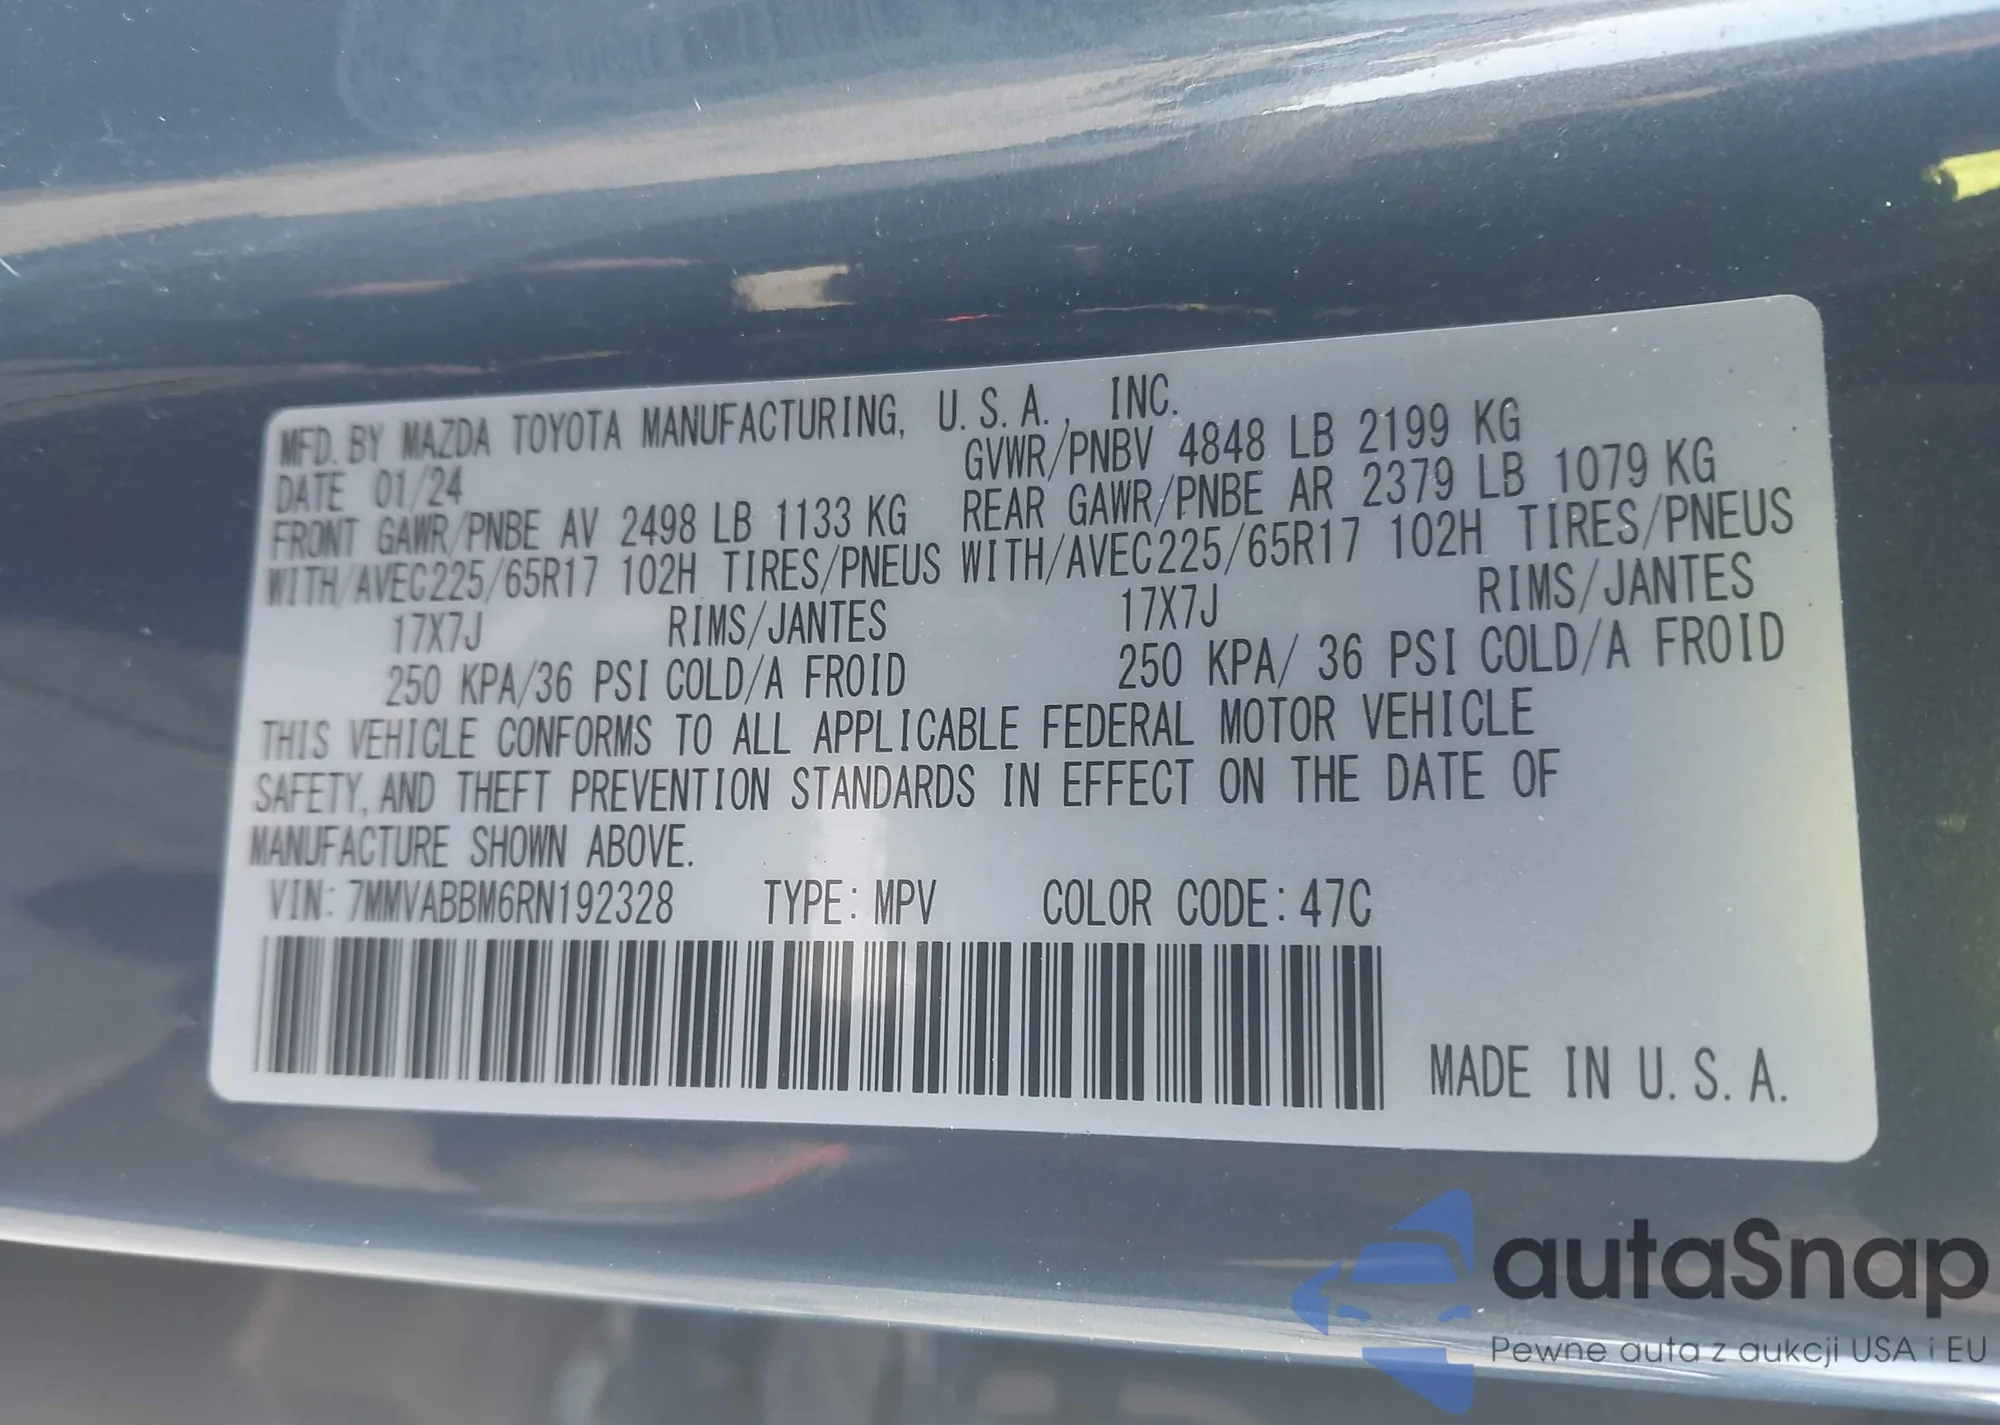 MFD. BY MAZDA TOYOTA MANUFACTURING, U.S.A., INC.
DATE 01/24 GVWR/PNBV 4848 LB 2199 KG
FRONT GAWR/PNBE AV 2498 LB 1133 KG REAR GAWR/PNBE AR 2379 LB 1079 KG
WITH/AVEC225/65R17 102H TIRES/PNEUS WITH/AVEC225/65R17 102H TIRES/PNEUS
17X7J RIMS/JANTES 17X7J RIMS/JANTES
250 KPA/36 PSI COLD/A FROID 250 KPA/ 36 PSI COLD/A FROID
THIS VEHICLE CONFORMS TO ALL APPLICABLE FEDERAL MOTOR VEHICLE
SAFETY, AND THEFT PREVENTION STANDARDS IN EFFECT ON THE DATE OF
MANUFACTURE SHOWN ABOVE.
VIN: 7MMVABBM6RN192328 TYPE: MPV COLOR CODE: 47C
MADE IN U.S.A.
autaSnap
Pewne auta z aukcji USA i EU